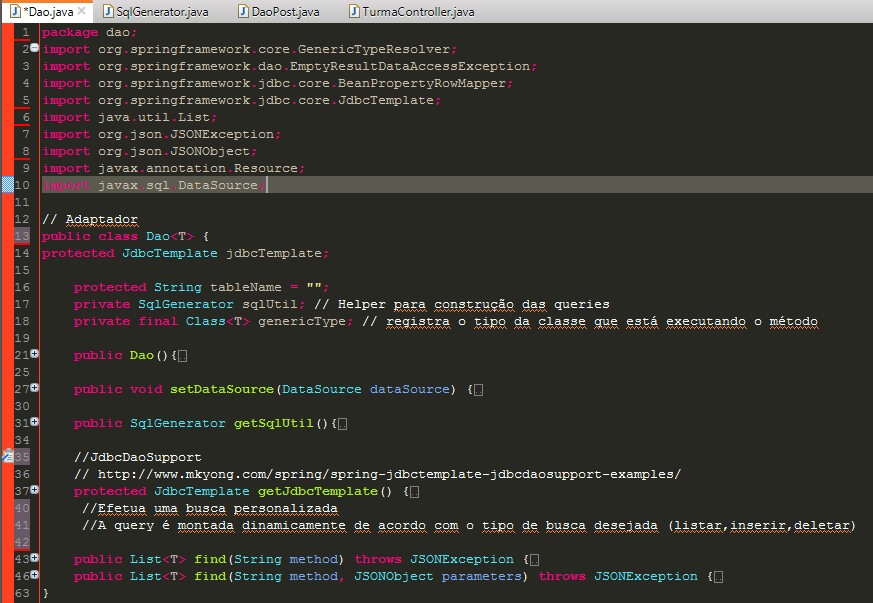 *Dao.java SqlGenerator.java DaoPost.java TurmaController.java
1 package dao;
2 import org.springframework.core.GenericTypeResolver;
3 import org.springframework.dao.EmptyResultDataAccessException;
4 import org.springframework.jdbc.core.BeanPropertyRowMapper;
5 import org.springframework.jdbc.core.JdbcTemplate;
6 import java.util.List;
7 import org.json.JSONException;
8 import org.json.JSONObject;
9 import javax.annotation.Resource;
10 import javax.sql.DataSource;
11
12 // Adaptador
13 public class Dao<T> {
14 protected JdbcTemplate jdbcTemplate;
15
16 protected String tableName = "";
17 private SqlGenerator sqlUtil; // Helper para construção das queries
18 private final Class<T> genericType; // registra o tipo da classe que está executando o método
19
21 public Dao(){
25
27 public void setDataSource(DataSource dataSource) {
30
31 public SqlGenerator getSqlUtil(){
34
35 //JdbcDaoSupport
36 // http://www.mkyong.com/spring/spring-jdbctemplate-jdbcdaosupport-examples/
37 protected JdbcTemplate getJdbcTemplate() {
40 //Efetua uma busca personalizada
41 //A query é montada dinamicamente de acordo com o tipo de busca desejada (listar,inserir,deletar)
42
43 public List<T> find(String method) throws JSONException {
46 public List<T> find(String method, JSONObject parameters) throws JSONException {
63 }